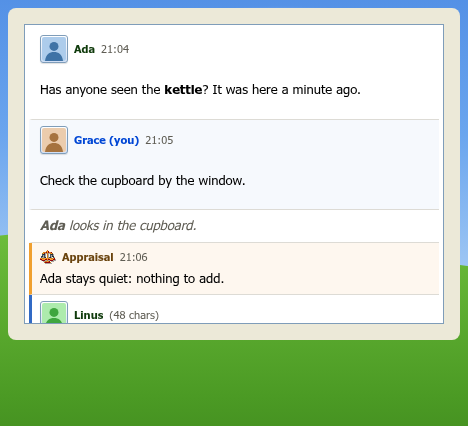 Ada 21:04
Has anyone seen the kettle? It was here a minute ago.
Grace (you) 21:05
Check the cupboard by the window.
Ada looks in the cupboard.
Appraisal 21:06
Ada stays quiet: nothing to add.
Linus (48 chars)